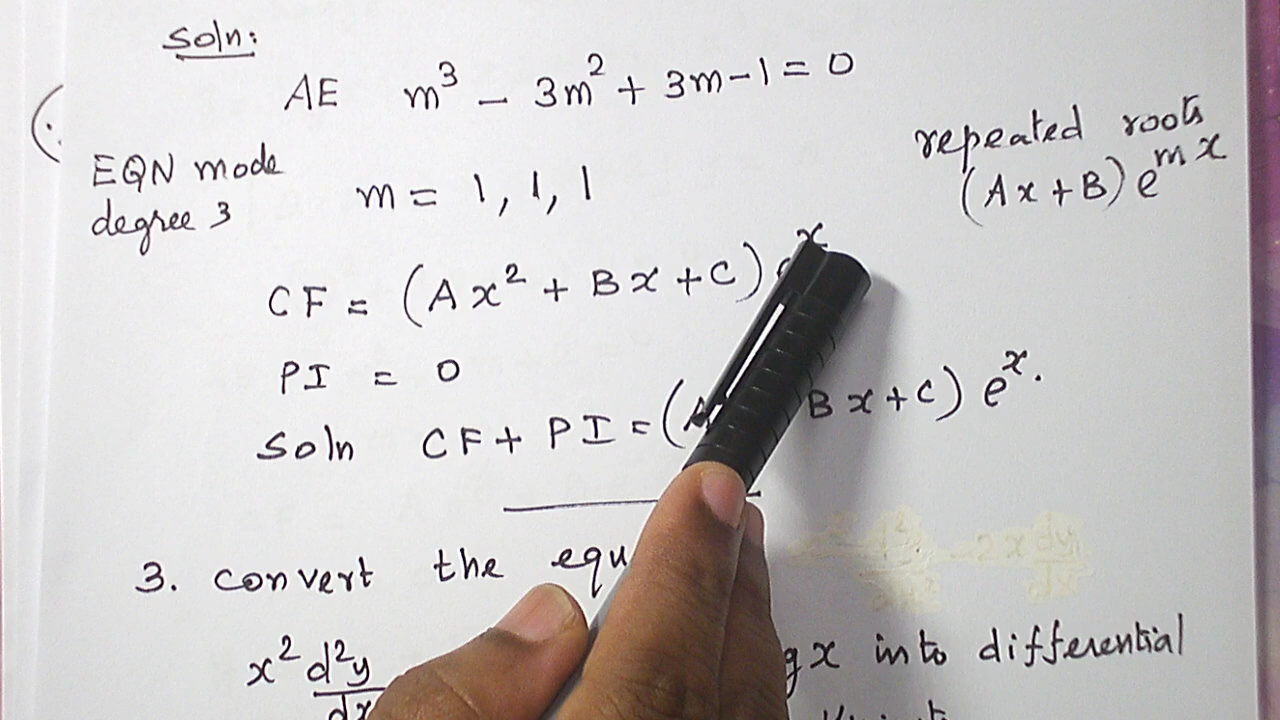 Soln:
AE m³ - 3m² + 3m - 1 = 0
repeated roots
(Ax + B) e^{mx}
EQN mode
degree 3
m = 1, 1, 1
CF = (Ax² + Bx + C) e^x
PI = 0
Soln CF + PI = ( Bx + C) e^x.
3. convert the
x² d²y
into differential